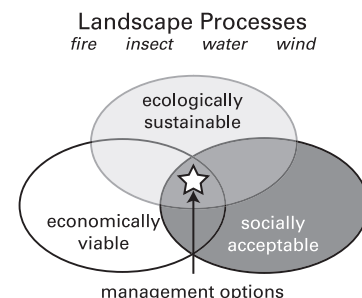 Landscape Processes
fire insect water wind
ecologically
sustainable
economically
viable
socially
acceptable
management options